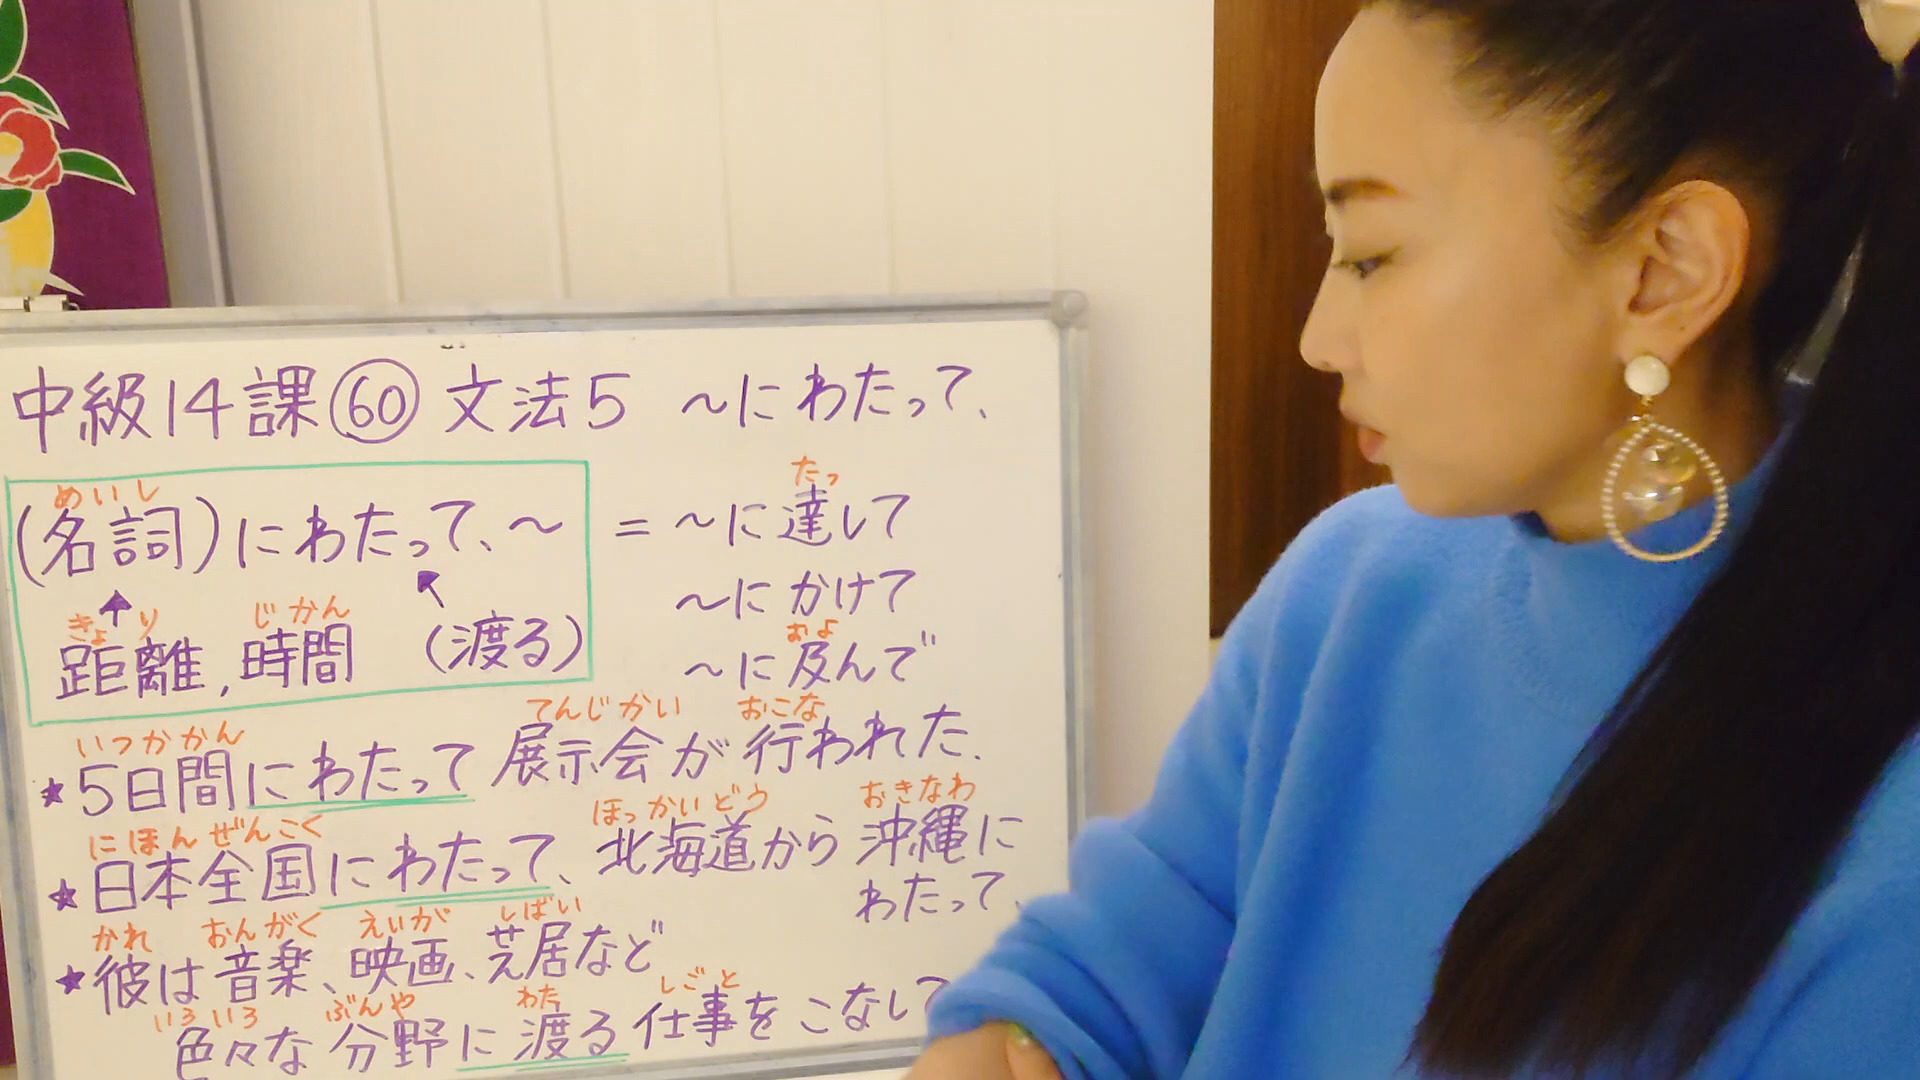 中級14課 ⑥⓪ 文法5 ～にわたって、
めいし
(名詞)にわたって、～
きょり じかん
距離,時間 (渡る)
たっ
=～に達して
～にかけて
およ
～に及んで
いつかかん てんじかい おこな
★5日間にわたって展示会が行われた.
にほんぜんこく ほっかいどう おきなわ
★日本全国にわたって、北海道から沖縄に
わたって、
かれ おんがく えいが しばい
★彼は音楽、映画、芝居など
いろいろ ぶんや わた しごと
色々な分野に渡る仕事をこなして